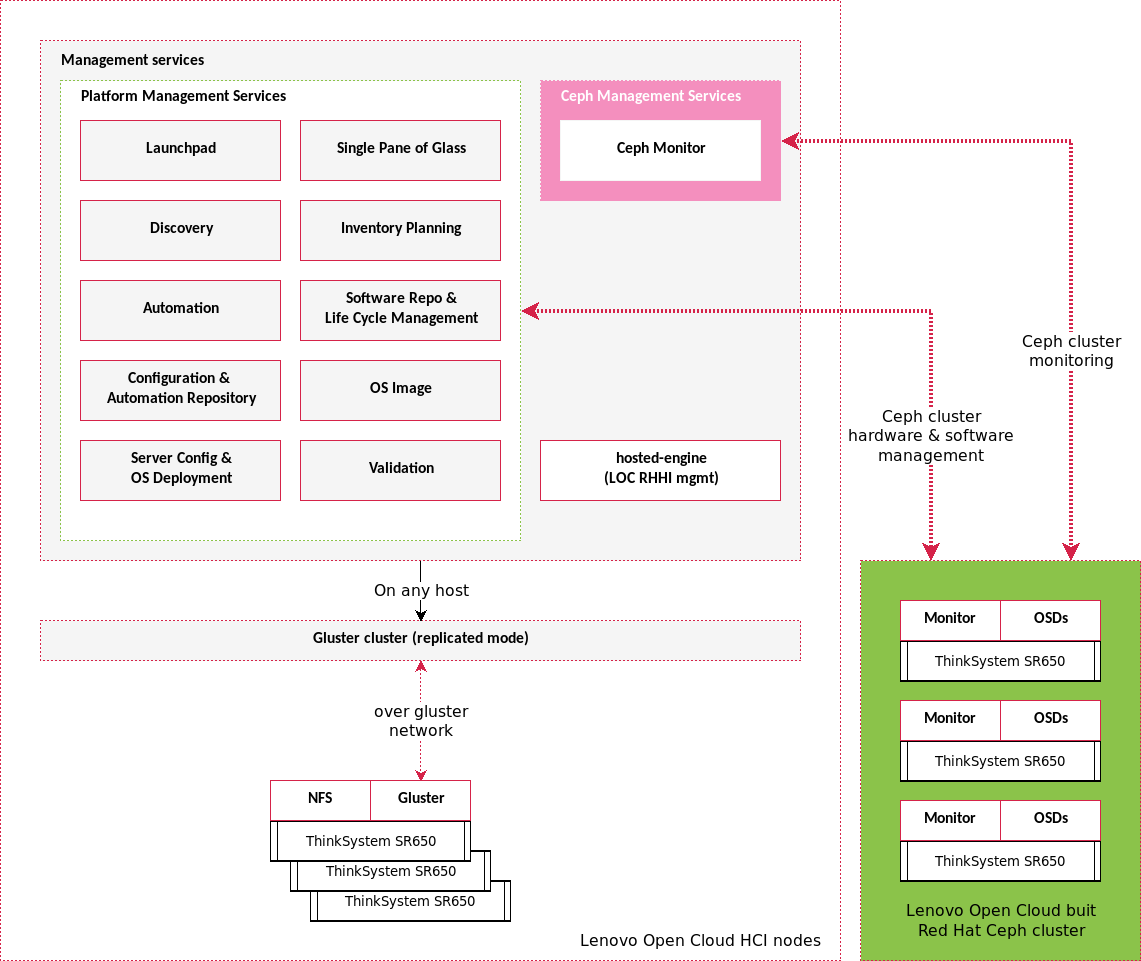 Management services
Platform Management Services
Launchpad
Single Pane of Glass
Discovery
Inventory Planning
Automation
Software Repo &
Life Cycle Management
Configuration &
Automation Repository
OS Image
Server Config &
OS Deployment
Validation
Ceph Management Services
Ceph Monitor
hosted-engine
(LOC RHHI mgmt)
Ceph cluster
monitoring
Ceph cluster
hardware & software
management
On any host
Gluster cluster (replicated mode)
over gluster
network
NFS
Gluster
ThinkSystem SR650
ThinkSystem SR650
ThinkSystem SR650
Lenovo Open Cloud HCI nodes
Monitor
OSDs
ThinkSystem SR650
Monitor
OSDs
ThinkSystem SR650
Monitor
OSDs
ThinkSystem SR650
Lenovo Open Cloud buit
Red Hat Ceph cluster